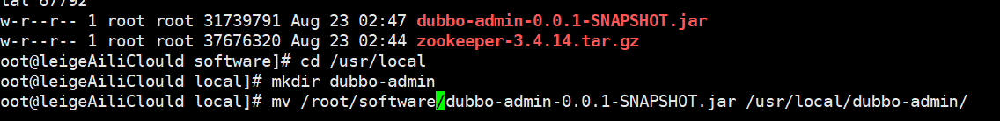 tal 67792
w-r--r-- 1 root root 31739791 Aug 23 02:47 dubbo-admin-0.0.1-SNAPSHOT.jar
w-r--r-- 1 root root 37676320 Aug 23 02:44 zookeeper-3.4.14.tar.gz
oot@leigeAiliClould software]# cd /usr/local
oot@leigeAiliClould local]# mkdir dubbo-admin
oot@leigeAiliClould local]# mv /root/software/dubbo-admin-0.0.1-SNAPSHOT.jar /usr/local/dubbo-admin/